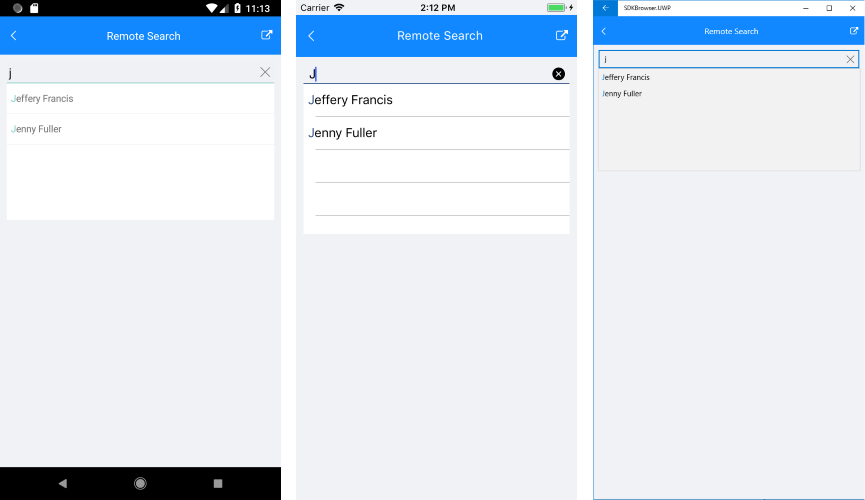 11:13
Remote Search
j
Jeffery Francis
Jenny Fuller
Carrier
2:12 PM
Remote Search
J
Jeffery Francis
Jenny Fuller
SDKBrowser.UWP
Remote Search
j
Jeffery Francis
Jenny Fuller